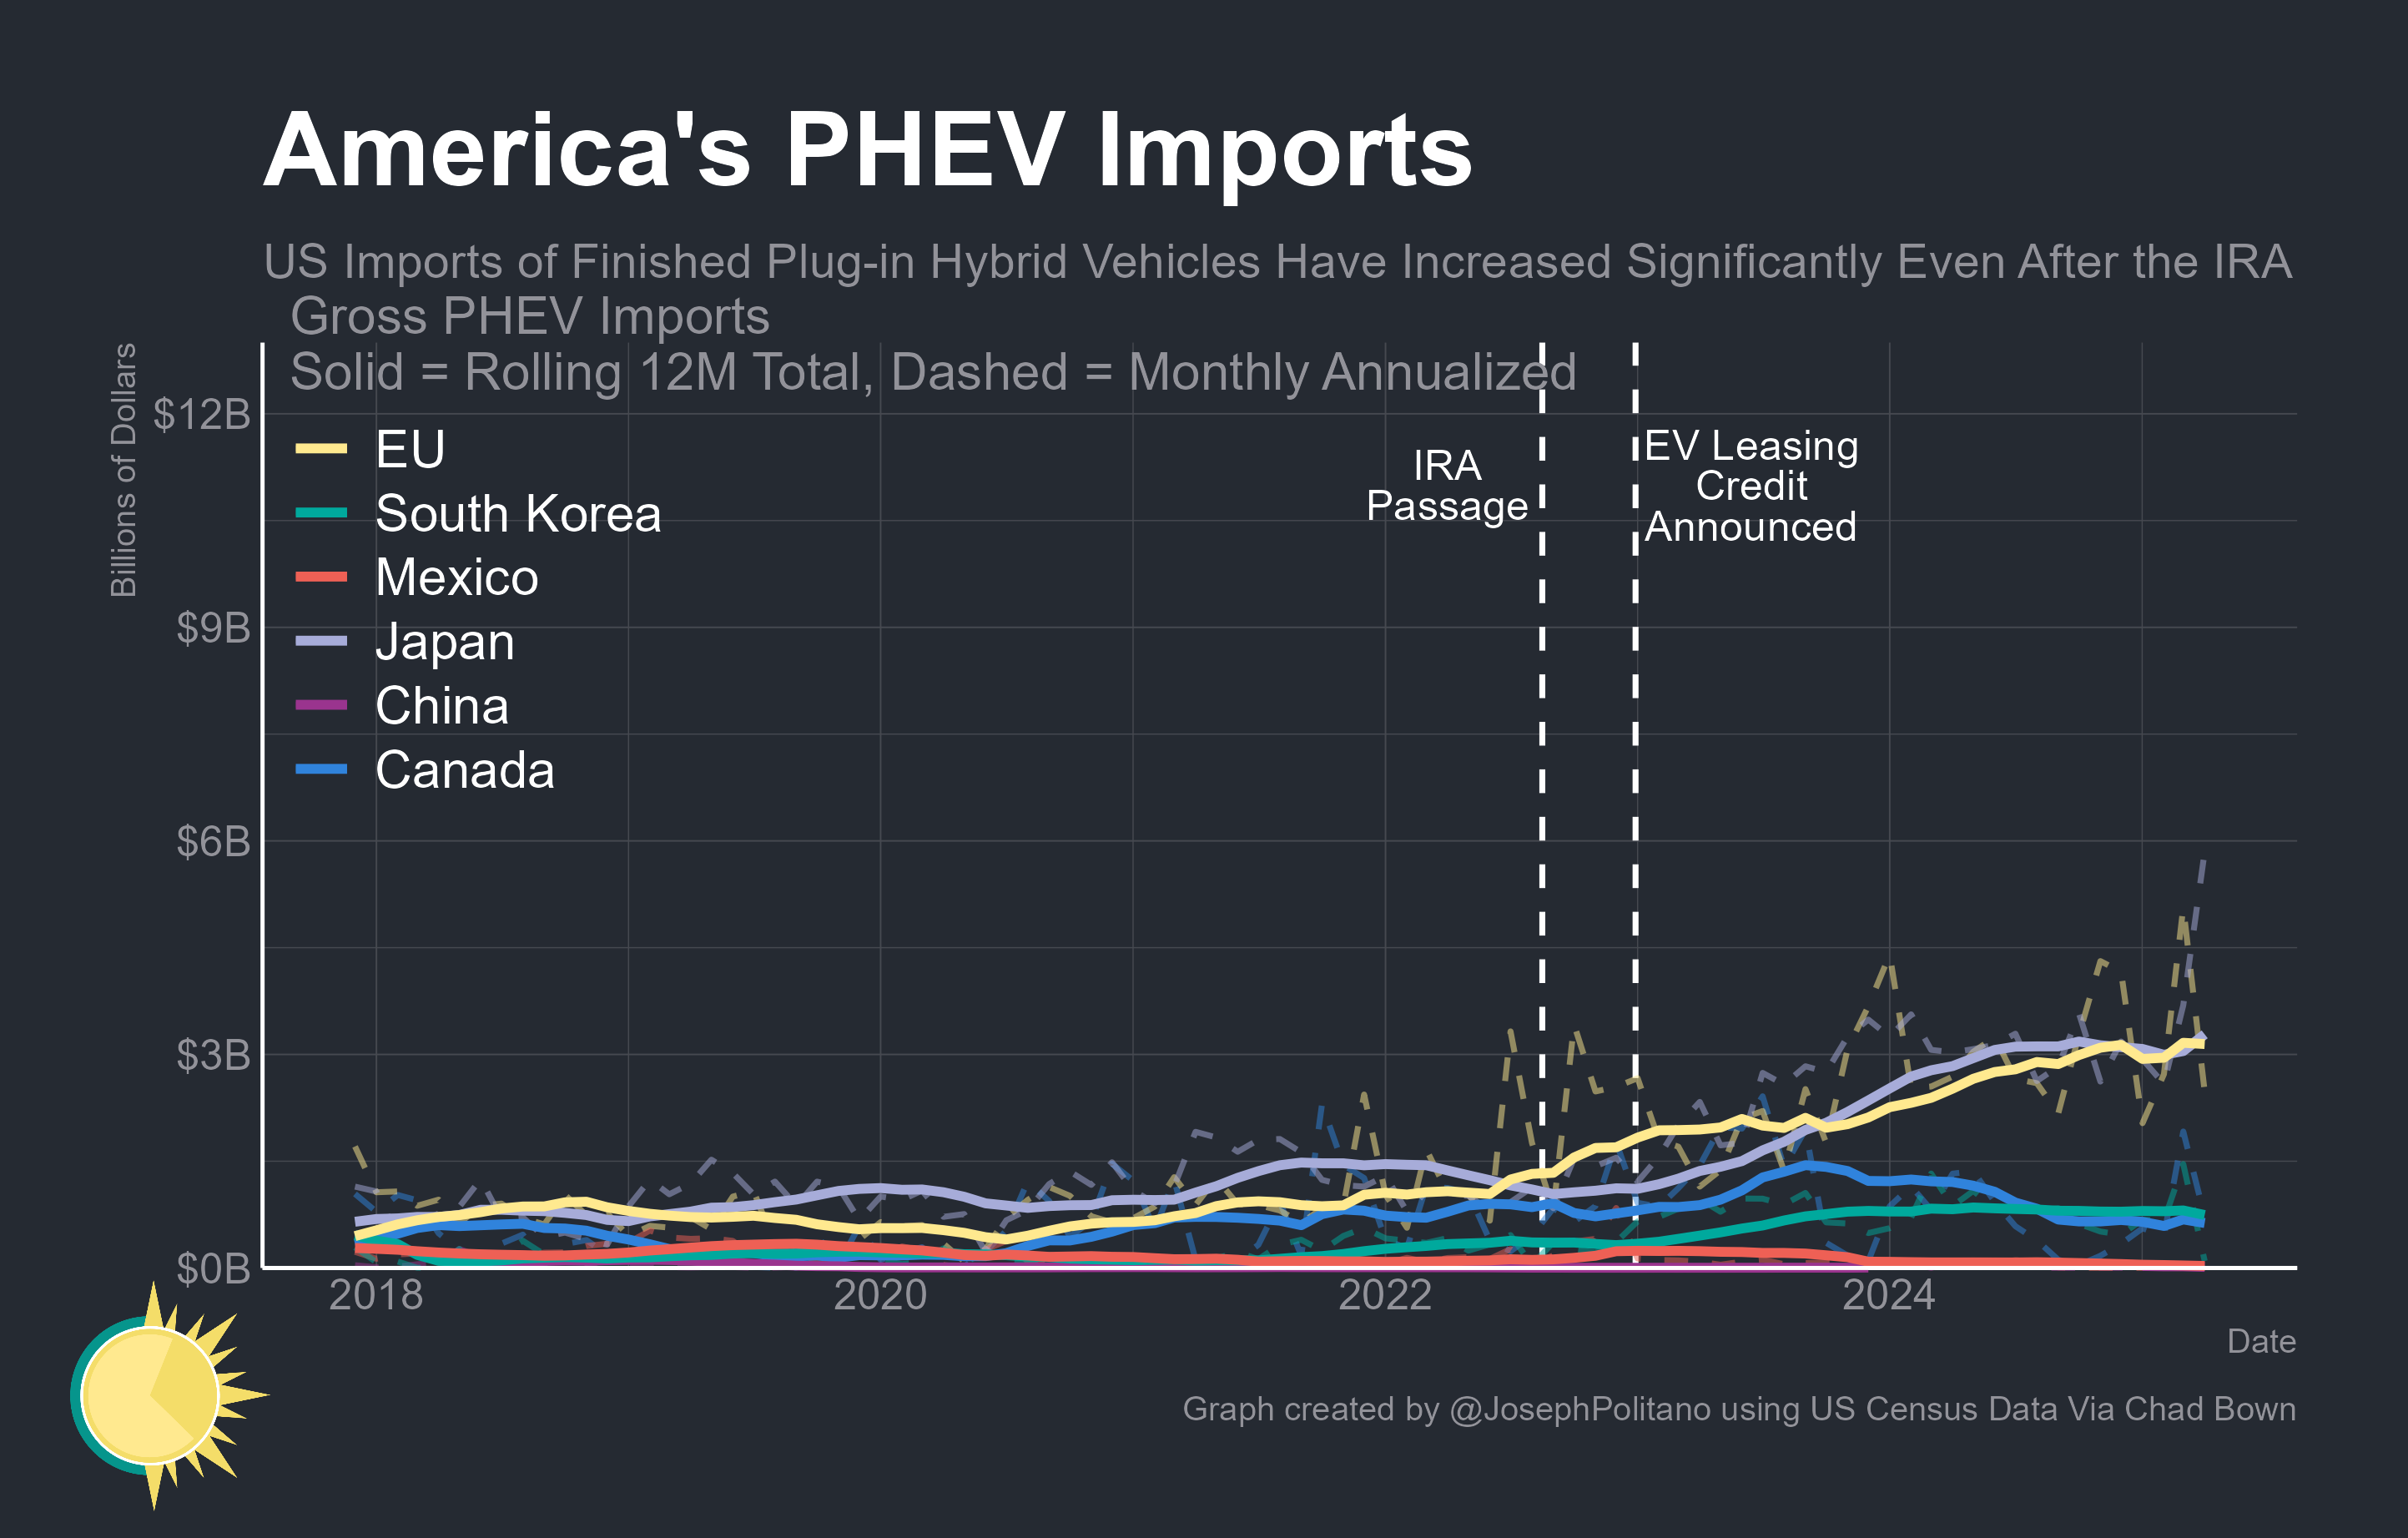 America's PHEV Imports
US Imports of Finished Plug-in Hybrid Vehicles Have Increased Significantly Even After the IRA
Gross PHEV Imports
Solid = Rolling 12M Total, Dashed = Monthly Annualized
Billions of Dollars
$12B
$9B
$6B
$3B
$0B
EU
South Korea
Mexico
Japan
China
Canada
IRA
Passage
EV Leasing
Credit
Announced
2018
2020
2022
2024
Date
Graph created by @JosephPolitano using US Census Data Via Chad Bown